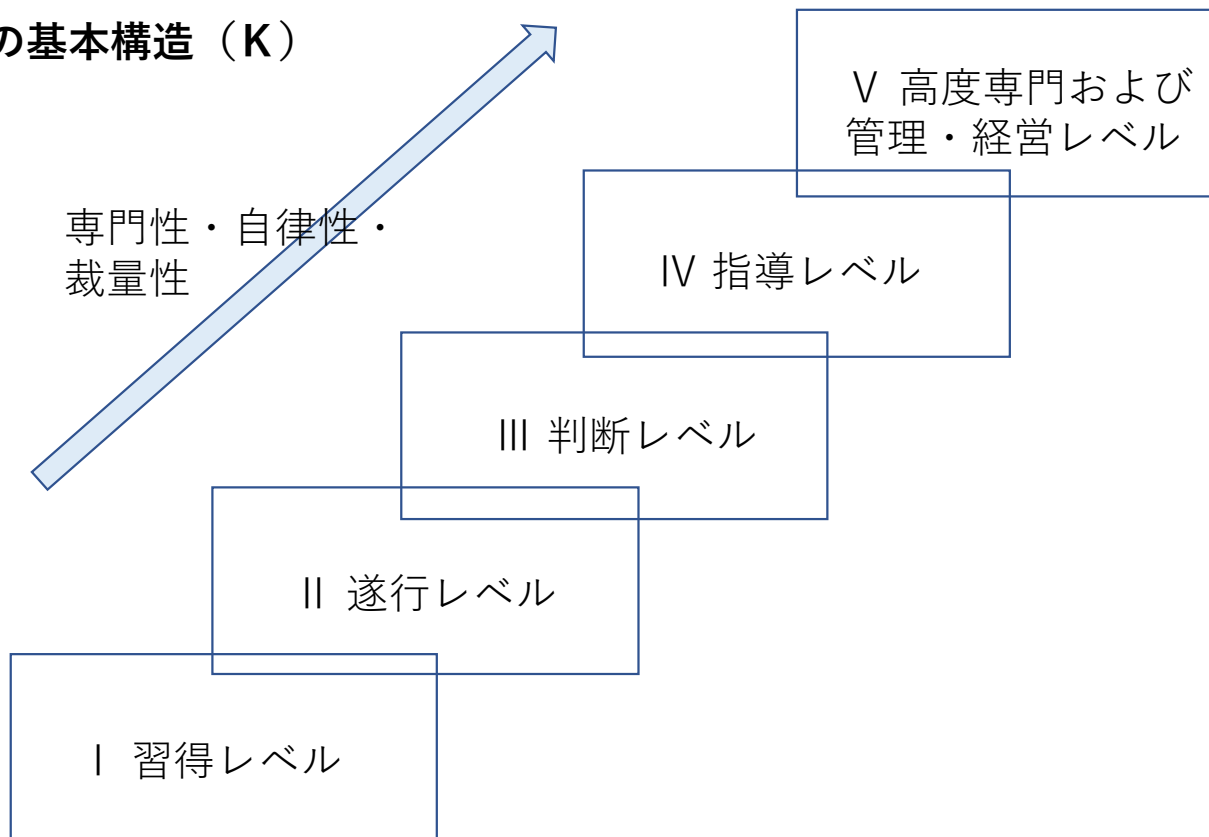 の基本構造（K）
Ⅴ 高度専門および
管理・経営レベル
専門性・自律性・
裁量性
Ⅳ 指導レベル
Ⅲ 判断レベル
Ⅱ 遂行レベル
Ⅰ 習得レベル